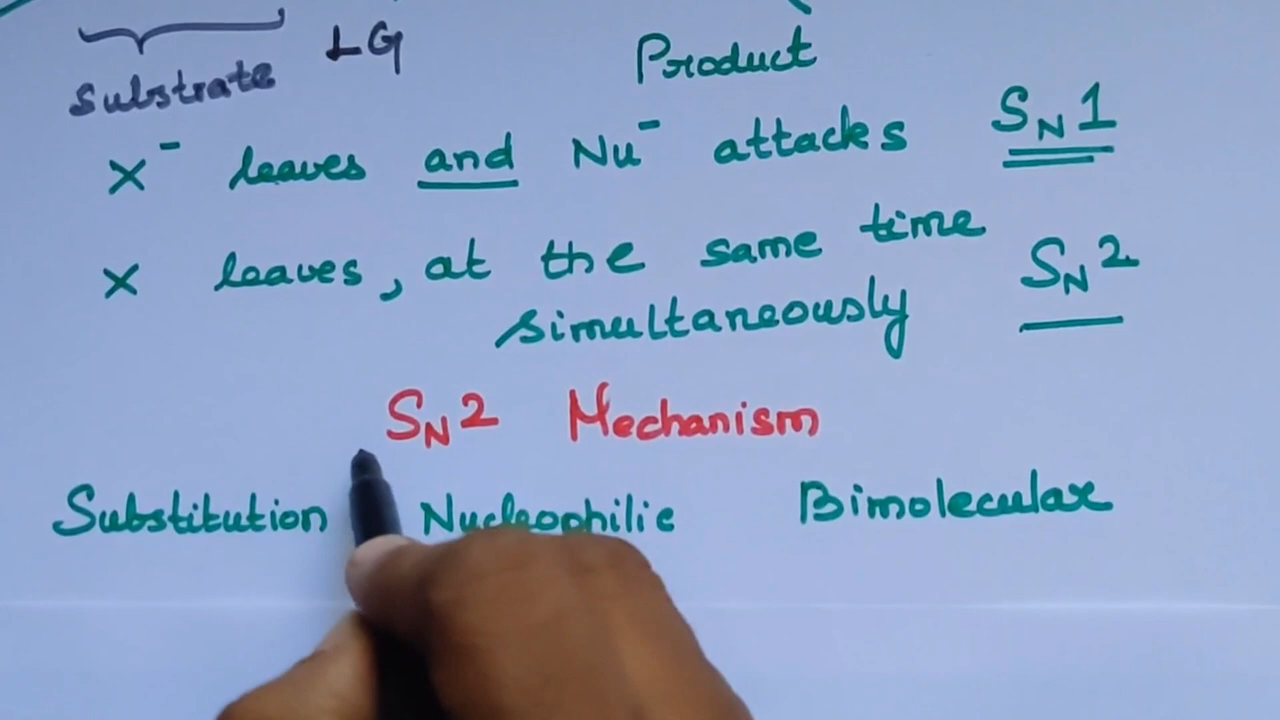 Substrate LG Product
X⁻ leaves and Nu⁻ attacks SN1
X leaves, at the same time SN2
simultaneously
SN2 Mechanism
Substitution Nucleophilic Bimolecular